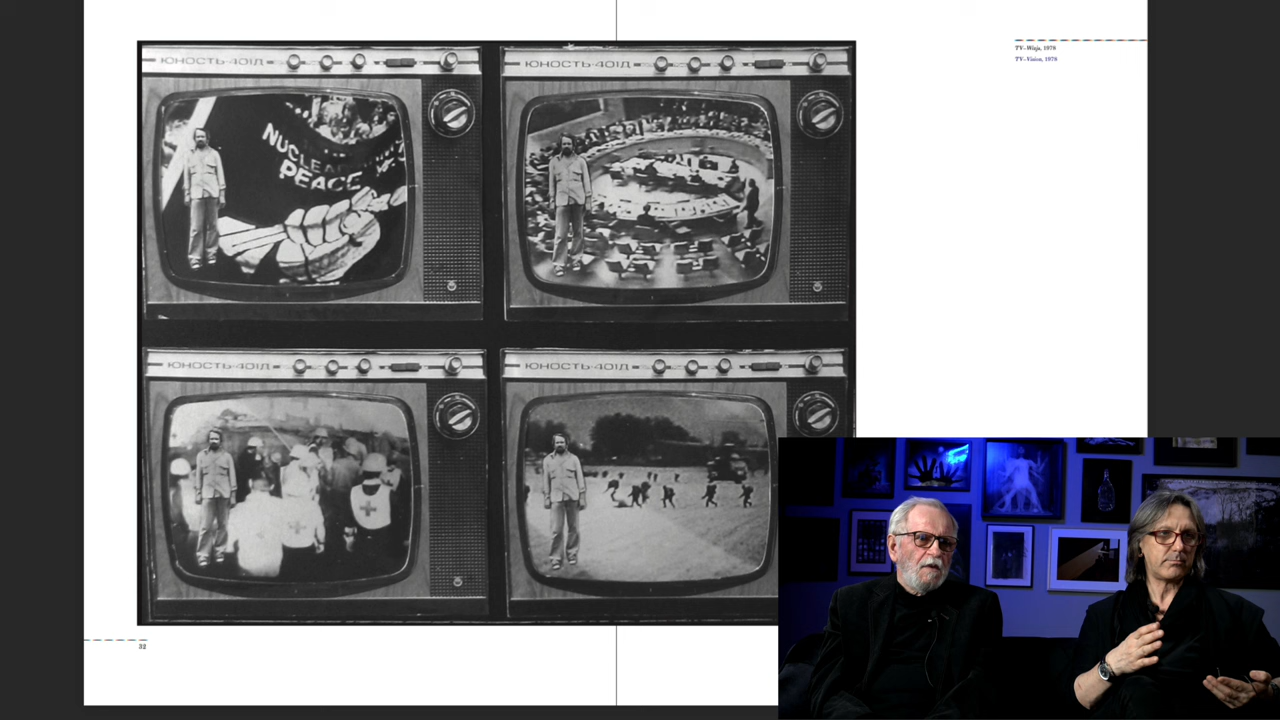 ЮНОСТЬ-401Д
ЮНОСТЬ-401Д
TV-Wizja, 1978
TV-Vision, 1978
NUCLEAR
PEACE
ЮНОСТЬ-401Д
ЮНОСТЬ-401Д
32